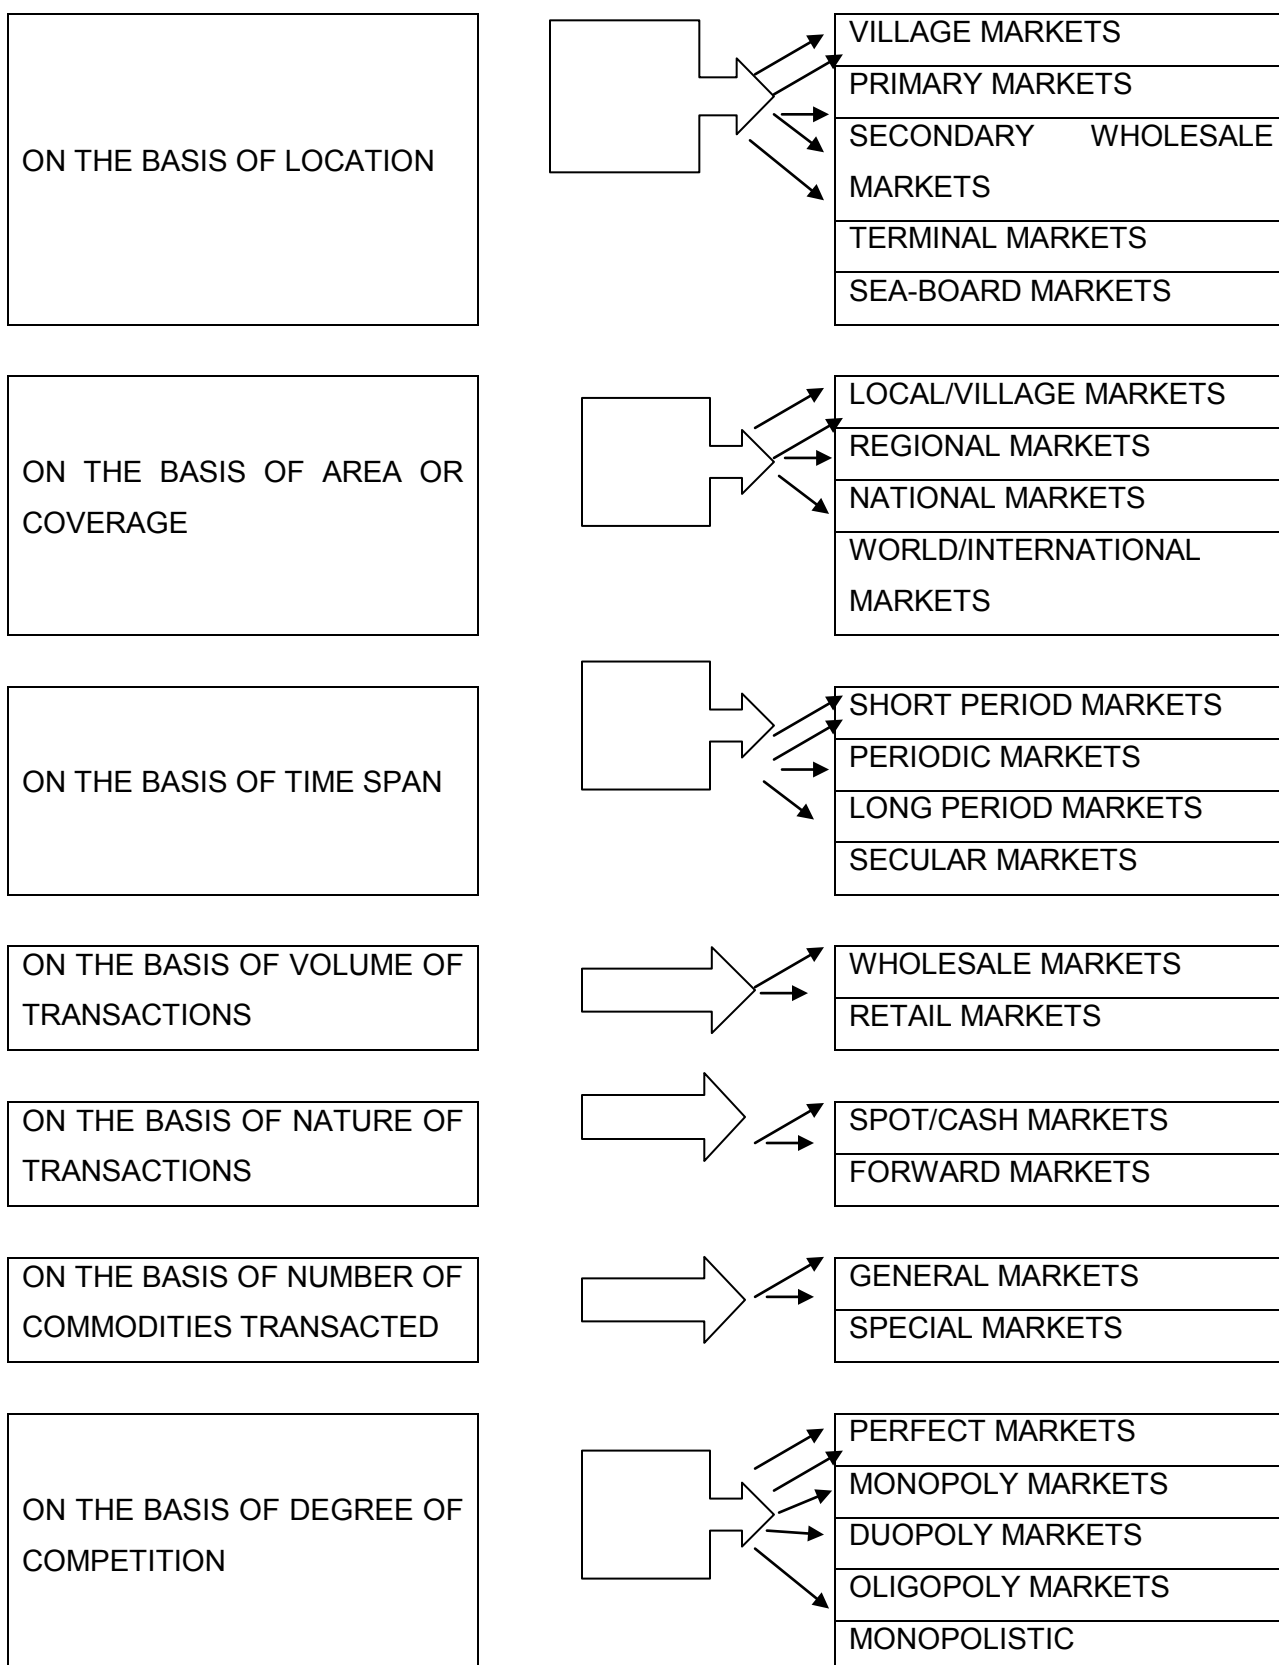 ON THE BASIS OF LOCATION
VILLAGE MARKETS
PRIMARY MARKETS
SECONDARY WHOLESALE
MARKETS
TERMINAL MARKETS
SEA-BOARD MARKETS
ON THE BASIS OF AREA OR
COVERAGE
LOCAL/VILLAGE MARKETS
REGIONAL MARKETS
NATIONAL MARKETS
WORLD/INTERNATIONAL
MARKETS
ON THE BASIS OF TIME SPAN
SHORT PERIOD MARKETS
PERIODIC MARKETS
LONG PERIOD MARKETS
SECULAR MARKETS
ON THE BASIS OF VOLUME OF
TRANSACTIONS
WHOLESALE MARKETS
RETAIL MARKETS
ON THE BASIS OF NATURE OF
TRANSACTIONS
SPOT/CASH MARKETS
FORWARD MARKETS
ON THE BASIS OF NUMBER OF
COMMODITIES TRANSACTED
GENERAL MARKETS
SPECIAL MARKETS
ON THE BASIS OF DEGREE OF
COMPETITION
PERFECT MARKETS
MONOPOLY MARKETS
DUOPOLY MARKETS
OLIGOPOLY MARKETS
MONOPOLISTIC